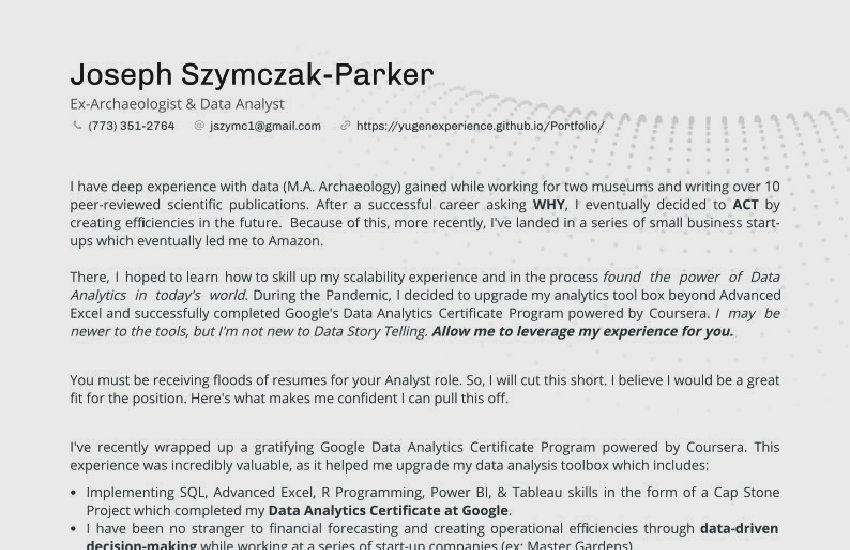 Joseph Szymczak-Parker
Ex-Archaeologist & Data Analyst
(773) 351-2764 jszymc1@gmail.com https://yugenexperience.github.io/Portfolio/
I have deep experience with data (M.A. Archaeology) gained while working for two museums and writing over 10
peer-reviewed scientific publications. After a successful career asking WHY, I eventually decided to ACT by
creating efficiencies in the future. Because of this, more recently, I've landed in a series of small business start-
ups which eventually led me to Amazon.
There, I hoped to learn how to skill up my scalability experience and in the process found the power of Data
Analytics in today's world. During the Pandemic, I decided to upgrade my analytics tool box beyond Advanced
Excel and successfully completed Google's Data Analytics Certificate Program powered by Coursera. I may be
newer to the tools, but I'm not new to Data Story Telling. Allow me to leverage my experience for you.
You must be receiving floods of resumes for your Analyst role. So, I will cut this short. I believe I would be a great
fit for the position. Here's what makes me confident I can pull this off.
I've recently wrapped up a gratifying Google Data Analytics Certificate Program powered by Coursera. This
experience was incredibly valuable, as it helped me upgrade my data analysis toolbox which includes:
• Implementing SQL, Advanced Excel, R Programming, Power BI, & Tableau skills in the form of a Cap Stone
Project which completed my Data Analytics Certificate at Google.
• I have been no stranger to financial forecasting and creating operational efficiencies through data-driven
decision-making while working at a series of start-up companies (ex: Master Gardens')